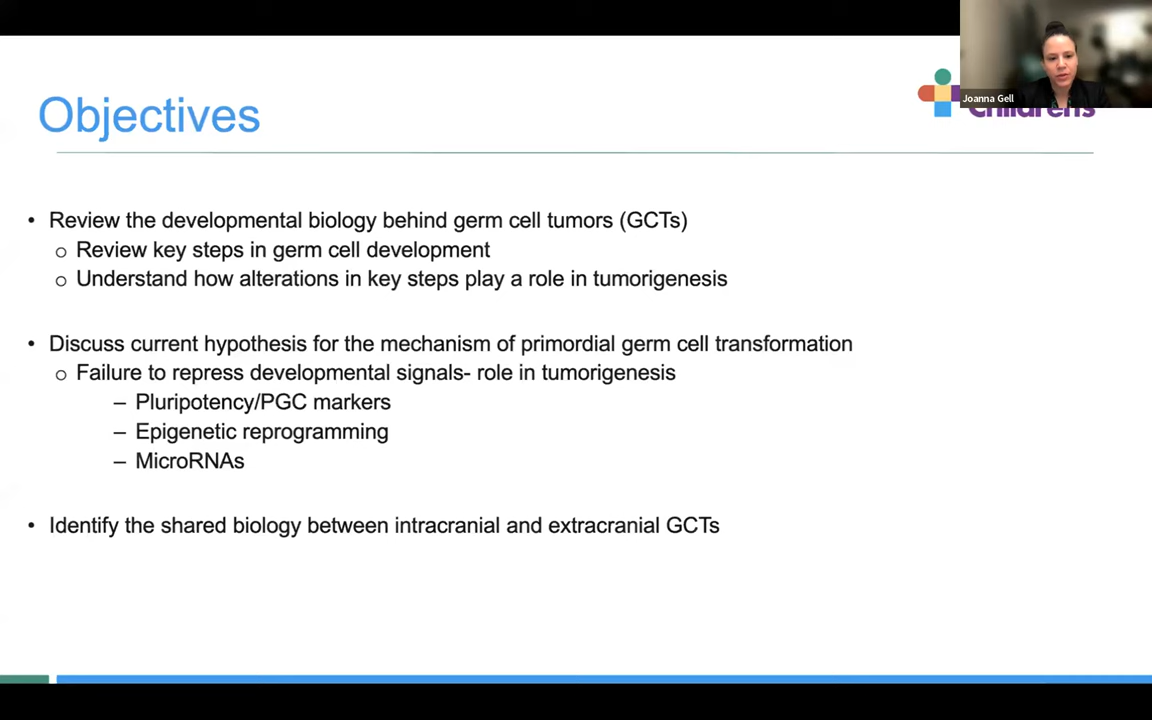 Joanna Gell
Objectives
• Review the developmental biology behind germ cell tumors (GCTs)
o Review key steps in germ cell development
o Understand how alterations in key steps play a role in tumorigenesis
• Discuss current hypothesis for the mechanism of primordial germ cell transformation
o Failure to repress developmental signals- role in tumorigenesis
– Pluripotency/PGC markers
– Epigenetic reprogramming
– MicroRNAs
• Identify the shared biology between intracranial and extracranial GCTs